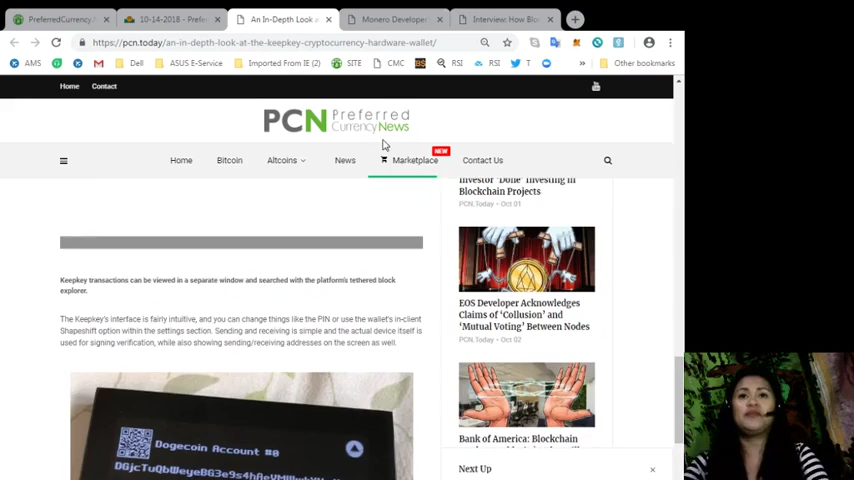 PreferredCurrency
10-14-2018 - Prefer
An In-Depth Look
Monero Developer
Interview: How Blo
https://pcn.today/an-in-depth-look-at-the-keepkey-cryptocurrency-hardware-wallet/
AMS
Dell
ASUS E-Service
Imported From IE (2)
SITE
CMC
BS
RSI
RSI
T
»
Other bookmarks
Home
Contact
PCN Preferred
CurrencyNews
NEW
Home
Bitcoin
Altcoins
News
Marketplace
Contact Us
Investor 'Done' Investing in
Blockchain Projects
PCN.Today - Oct 01
Keepkey transactions can be viewed in a separate window and searched with the platform's tethered block
explorer.
The Keepkey's interface is fairly intuitive, and you can change things like the PIN or use the wallet's in-client
Shapeshift option within the settings section. Sending and receiving is simple and the actual device itself is
used for signing verification, while also showing sending/receiving addresses on the screen as well.
EOS Developer Acknowledges
Claims of 'Collusion' and
'Mutual Voting' Between Nodes
PCN.Today - Oct 02
Dogecoin Account #0
Bank of America: Blockchain
Next Up